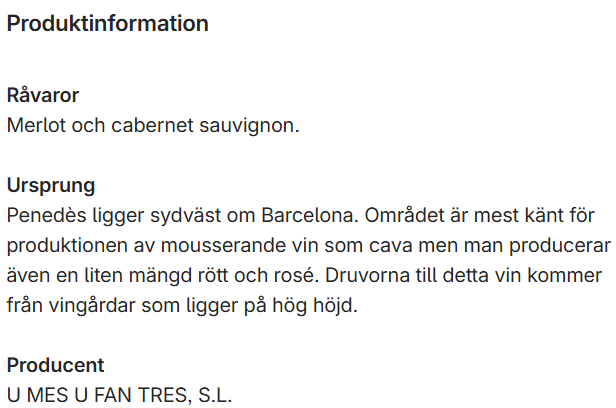 Produktinformation
Råvaror
Merlot och cabernet sauvignon.
Ursprung
Penedès ligger sydväst om Barcelona. Området är mest känt för
produktionen av mousserande vin som cava men man producerar
även en liten mängd rött och rosé. Druvorna till detta vin kommer
från vingårdar som ligger på hög höjd.
Producent
U MES U FAN TRES, S.L.